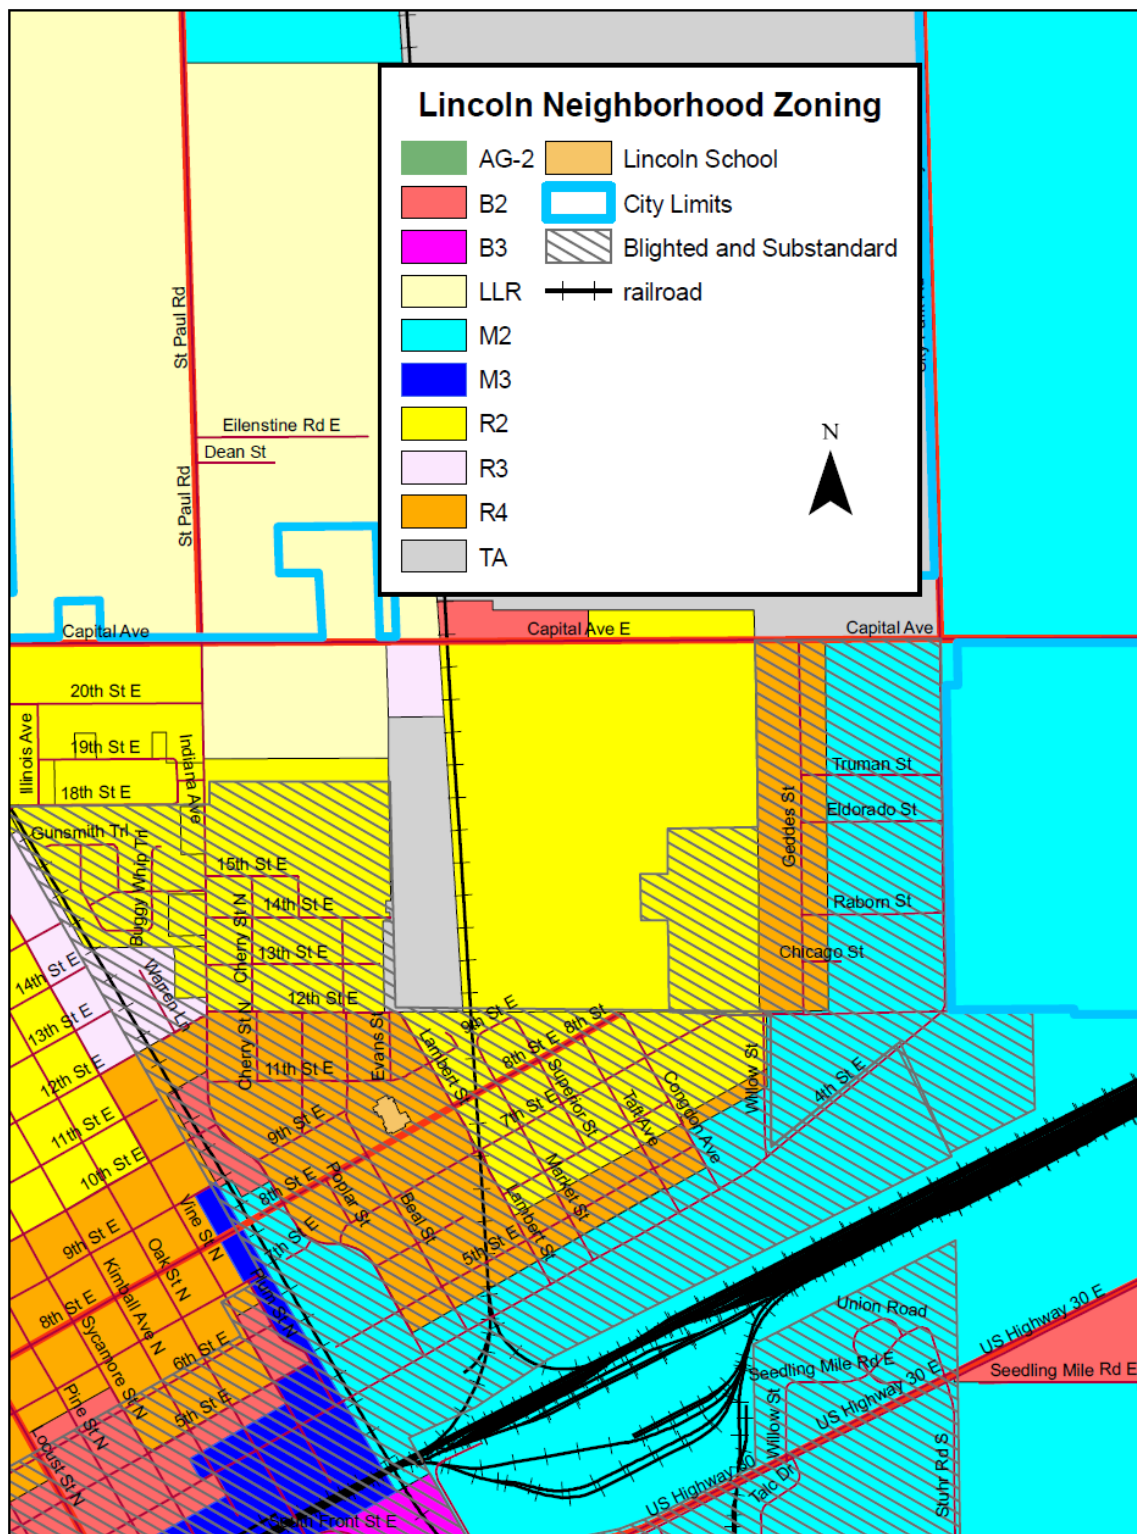 Lincoln Neighborhood Zoning
AG-2
Lincoln School
B2
City Limits
B3
Blighted and Substandard
LLR
railroad
M2
M3
R2
R3
R4
TA
N
St Paul Rd
Eilenstine Rd E
Dean St
St Paul Rd
Capital Ave
Capital Ave E
Capital Ave
20th St E
Illinois Ave
19th St E
Indiana Ave
18th St E
Truman St
Geddes St
Eldorado St
Gunsmith Trl
Buggy Whip Trl
15th St E
Cherry St N
14th St E
Raborn St
13th St E
Chicago St
14th St E
Warren Ln
12th St E
13th St E
Cherry St N
Evans St
Lambert St
9th St E
8th St
8th St E
12th St E
11th St E
Superior St
7th St E
Taft Ave
Congdon Ave
Willow St
4th St E
11th St E
9th St E
10th St E
8th St E
Poplar St
Beal St
Lambert St
Market St
5th St E
9th St E
Vine St N
Oak St N
7th St E
Plum St N
8th St E
Kimball Ave N
Sycamore St N
6th St E
5th St E
Pine St N
Locust St N
Union Road
US Highway 30 E
Seedling Mile Rd E
Seedling Mile Rd E
US Highway 30 E
Willow St
Stuhr Rd S
US Highway 30
Talc Dr
South Front St E